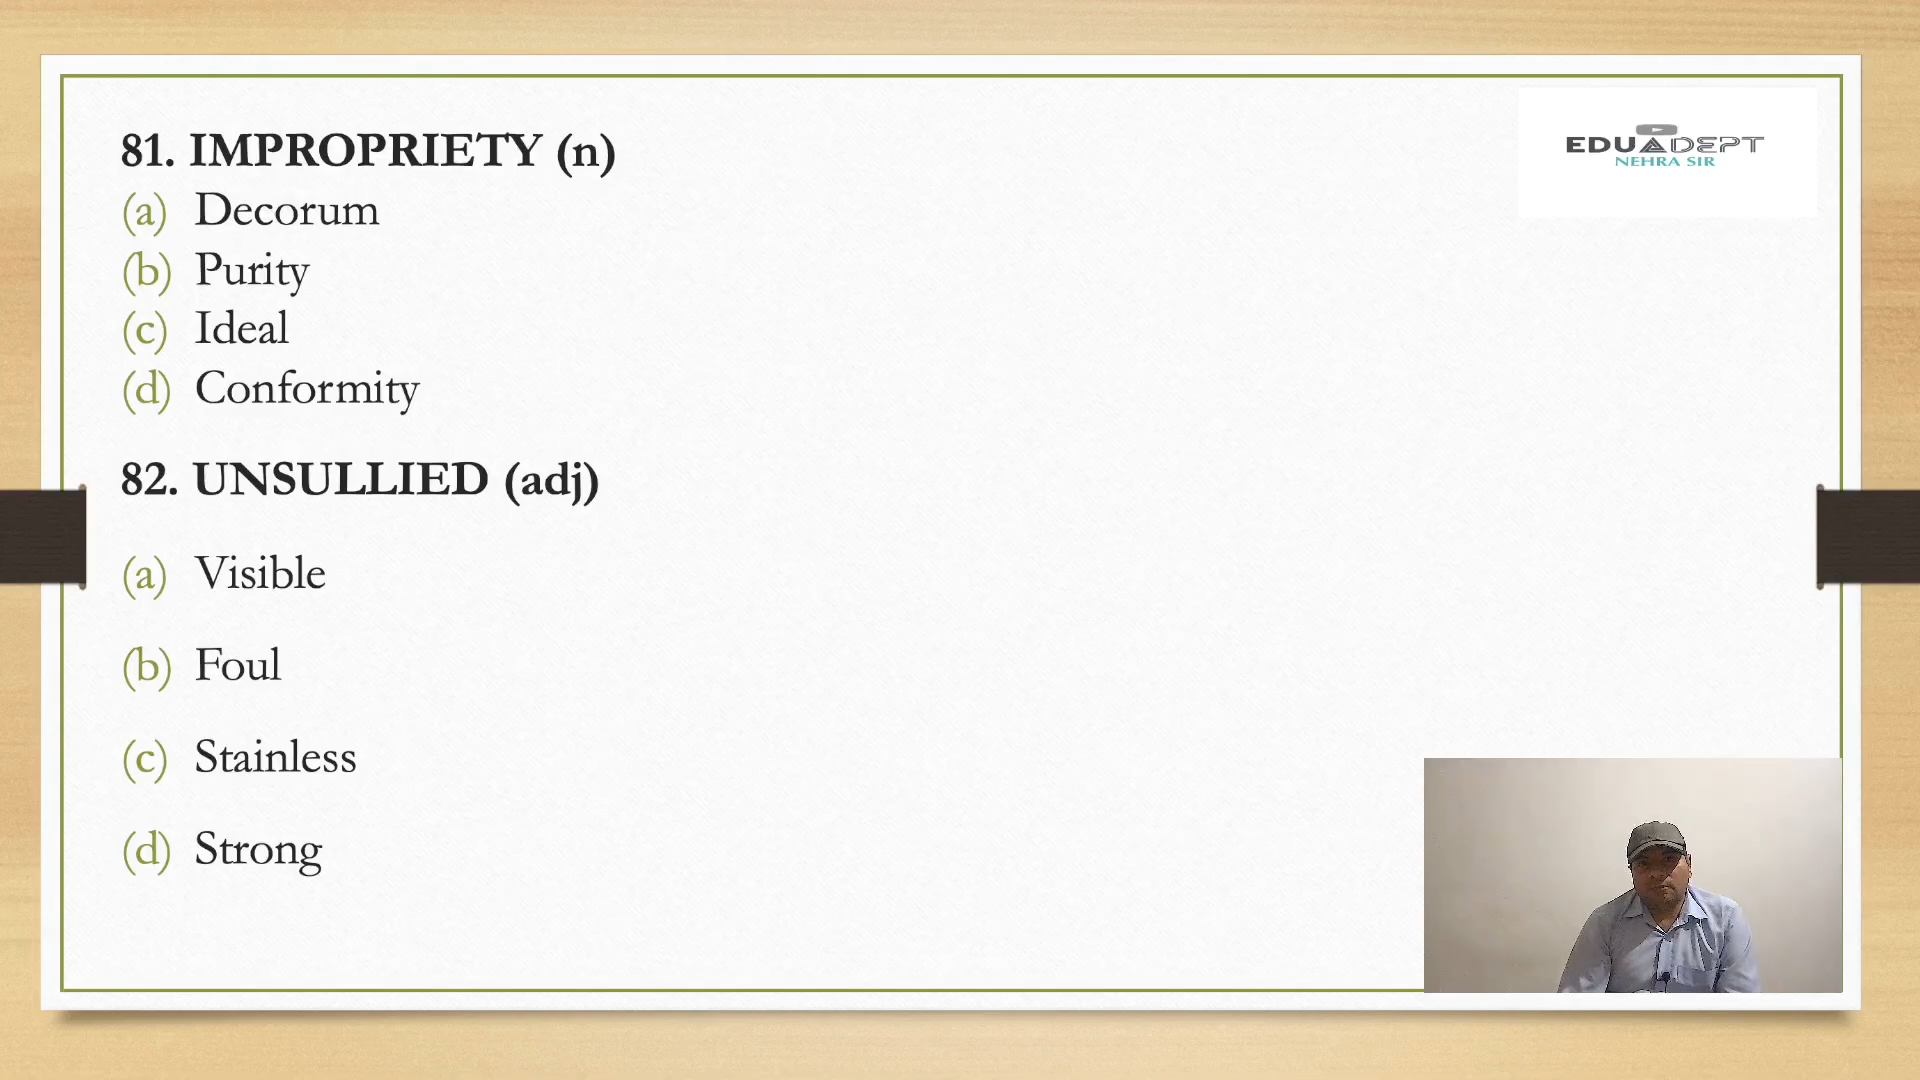 81. IMPROPRIETY (n)
(a) Decorum
(b) Purity
(c) Ideal
(d) Conformity
82. UNSULLIED (adj)
(a) Visible
(b) Foul
(c) Stainless
(d) Strong
EDUADEPT
NEHRA SIR